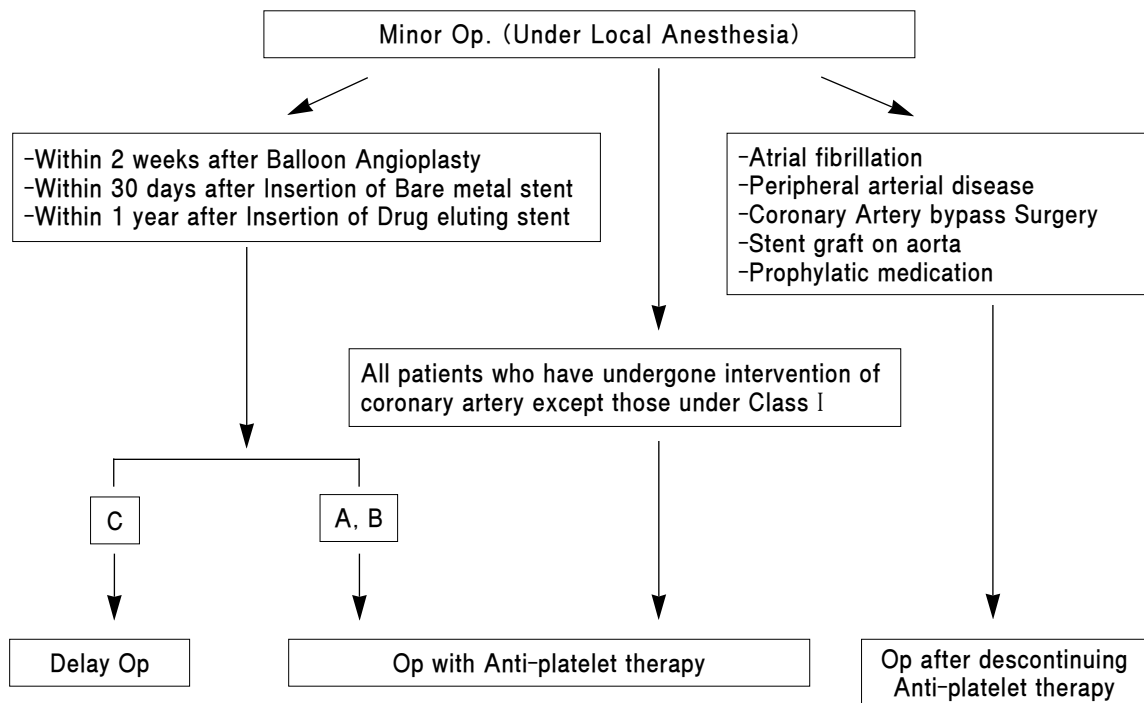 Minor Op. (Under Local Anesthesia)
-Within 2 weeks after Balloon Angioplasty
-Within 30 days after Insertion of Bare metal stent
-Within 1 year after Insertion of Drug eluting stent
-Atrial fibrillation
-Peripheral arterial disease
-Coronary Artery bypass Surgery
-Stent graft on aorta
-Prophylatic medication
All patients who have undergone intervention of
coronary artery except those under Class Ⅰ
C
A, B
Delay Op
Op with Anti-platelet therapy
Op after descontinuing
Anti-platelet therapy